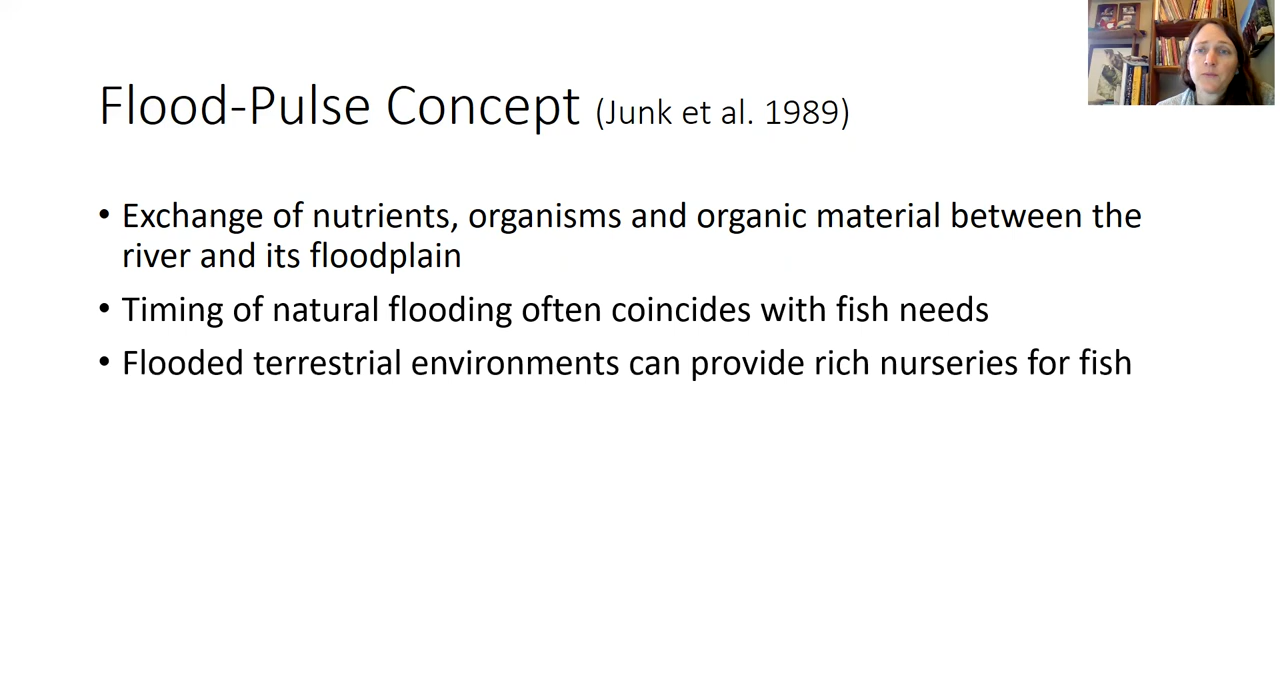 Flood-Pulse Concept (Junk et al. 1989)
• Exchange of nutrients, organisms and organic material between the
river and its floodplain
• Timing of natural flooding often coincides with fish needs
• Flooded terrestrial environments can provide rich nurseries for fish